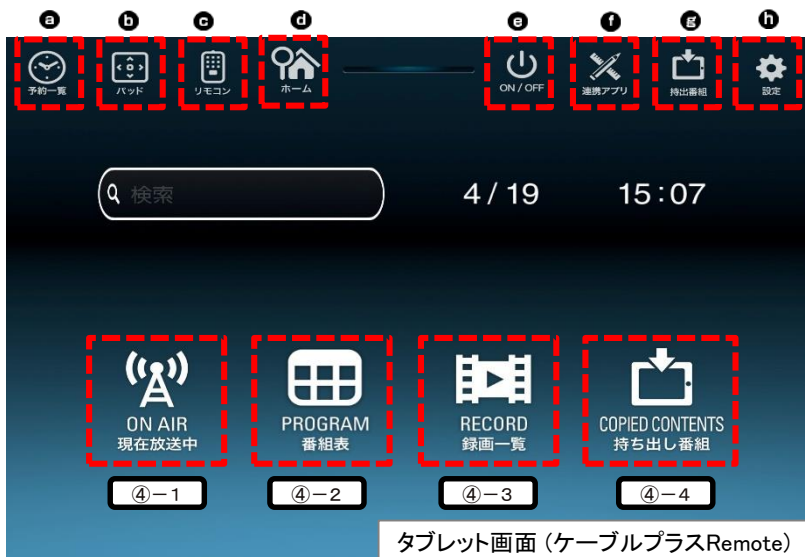 ⓐ ⓑ ⓒ ⓓ ⓔ ⓕ ⓖ ⓗ
予約一覧 パッド リモコン ホーム ON / OFF 連携アプリ 持出番組 設定
検索 4 / 19 15:07
ON AIR PROGRAM RECORD COPIED CONTENTS
現在放送中 番組表 録画一覧 持ち出し番組
④－1 ④－2 ④－3 ④－4
タブレット画面 (ケーブルプラスRemote)